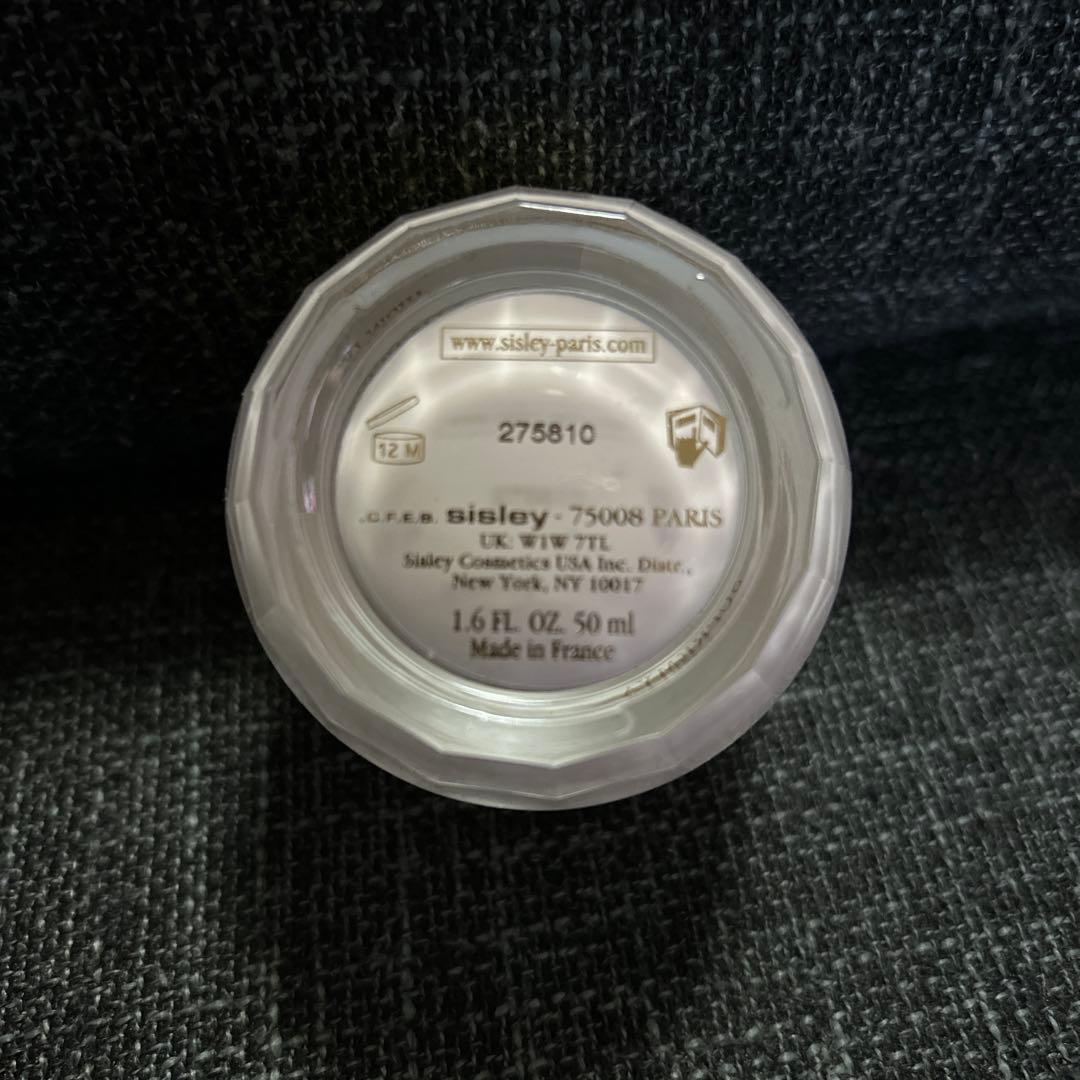 www.sisley-paris.com
275810
12 M
.C.F.E.B. sisley - 75008 PARIS
UK: W1W 7TL
Sisley Cosmetics USA Inc. Distr.,
New York, NY 10017
1.6 FL. OZ. 50 ml
Made in France